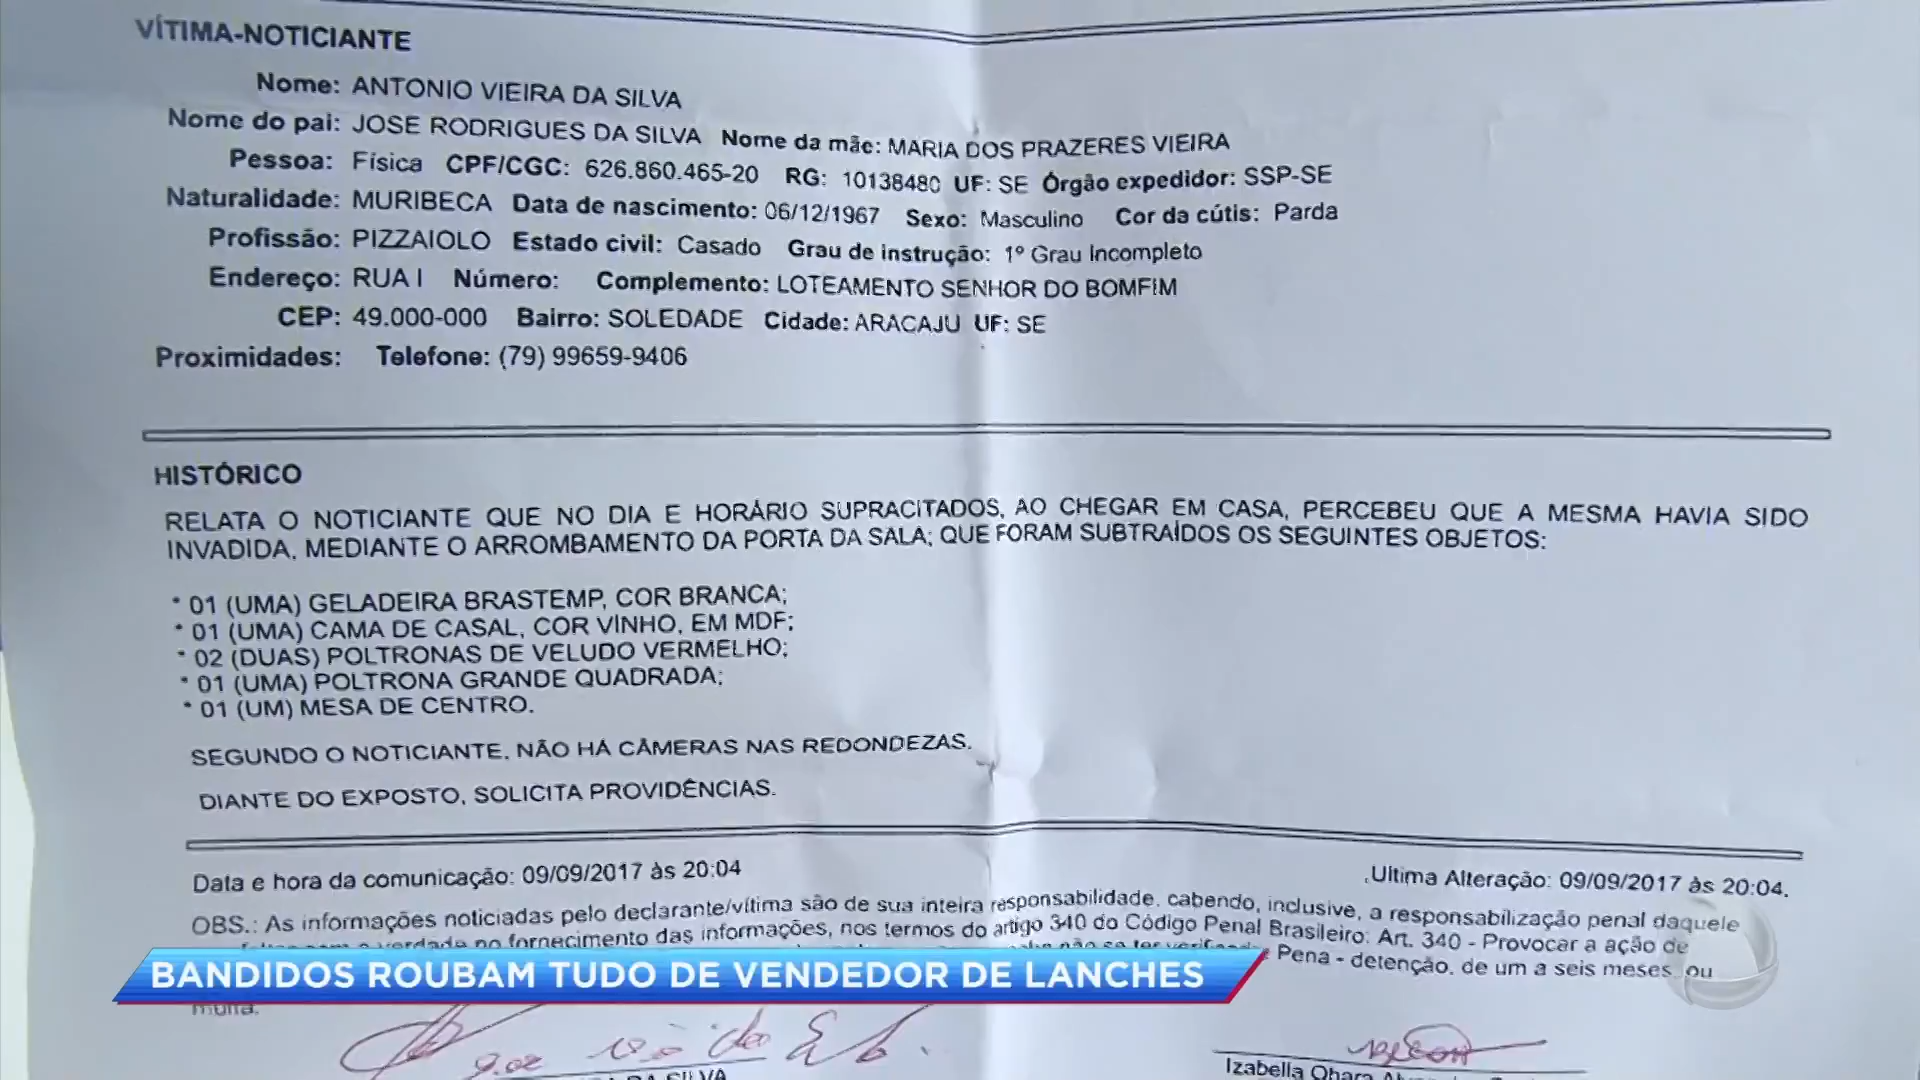 VÍTIMA-NOTICIANTE
Nome: ANTONIO VIEIRA DA SILVA
Nome do pai: JOSE RODRIGUES DA SILVA Nome da mãe: MARIA DOS PRAZERES VIEIRA
Pessoa: Física CPF/CGC: 626.860.465-20 RG: 10138480 UF: SE Órgão expedidor: SSP-SE
Naturalidade: MURIBECA Data de nascimento: 06/12/1967 Sexo: Masculino Cor da cútis: Parda
Profissão: PIZZAIOLO Estado civil: Casado Grau de instrução: 1º Grau Incompleto
Endereço: RUA I Número: Complemento: LOTEAMENTO SENHOR DO BOMFIM
CEP: 49.000-000 Bairro: SOLEDADE Cidade: ARACAJU UF: SE
Proximidades: Telefone: (79) 99659-9406
HISTÓRICO
RELATA O NOTICIANTE QUE NO DIA E HORÁRIO SUPRACITADOS, AO CHEGAR EM CASA, PERCEBEU QUE A MESMA HAVIA SIDO
INVADIDA, MEDIANTE O ARROMBAMENTO DA PORTA DA SALA; QUE FORAM SUBTRAÍDOS OS SEGUINTES OBJETOS:
* 01 (UMA) GELADEIRA BRASTEMP, COR BRANCA;
* 01 (UMA) CAMA DE CASAL, COR VINHO, EM MDF;
* 02 (DUAS) POLTRONAS DE VELUDO VERMELHO;
* 01 (UMA) POLTRONA GRANDE QUADRADA;
* 01 (UM) MESA DE CENTRO.
SEGUNDO O NOTICIANTE, NÃO HÁ CÂMERAS NAS REDONDEZAS.
DIANTE DO EXPOSTO, SOLICITA PROVIDÊNCIAS.
Data e hora da comunicação: 09/09/2017 às 20:04 Ultima Alteração: 09/09/2017 às 20:04.
OBS.: As informações noticiadas pelo declarante/vítima são de sua inteira responsabilidade, cabendo, inclusive, a responsabilização penal daquele
verdade no fornecimento das informações, nos termos do artigo 340 do Código Penal Brasileiro: Art. 340 - Provocar a ação de
Pena - detenção, de um a seis meses, ou
multa.
BANDIDOS ROUBAM TUDO DE VENDEDOR DE LANCHES
DA SILVA
Izabella Ohara